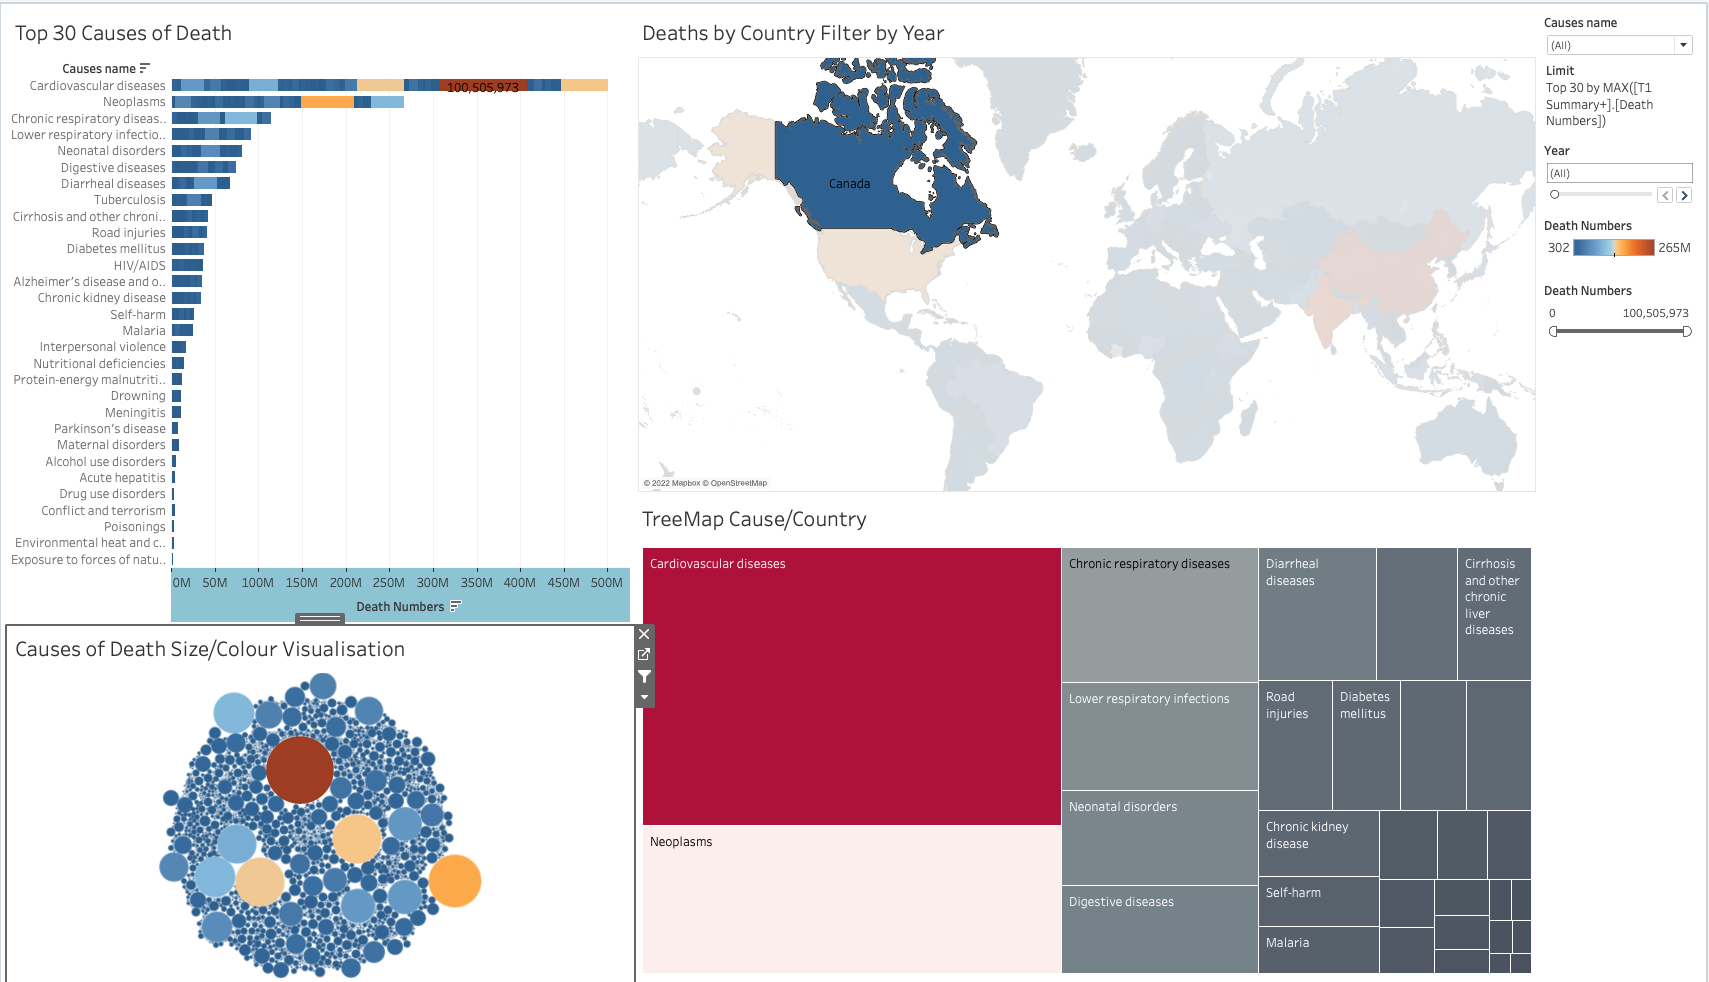 Top 30 Causes of Death
Causes name
Cardiovascular diseases
100,505,973
Neoplasms
Chronic respiratory diseas..
Lower respiratory infectio..
Neonatal disorders
Digestive diseases
Diarrheal diseases
Tuberculosis
Cirrhosis and other chroni..
Road injuries
Diabetes mellitus
HIV/AIDS
Alzheimer's disease and o..
Chronic kidney disease
Self-harm
Malaria
Interpersonal violence
Nutritional deficiencies
Protein-energy malnutriti..
Drowning
Meningitis
Parkinson's disease
Maternal disorders
Alcohol use disorders
Acute hepatitis
Drug use disorders
Conflict and terrorism
Poisonings
Environmental heat and c..
Exposure to forces of natu..
0M 50M 100M 150M 200M 250M 300M 350M 400M 450M 500M
Death Numbers
Deaths by Country Filter by Year
Canada
© 2022 Mapbox © OpenStreetMap
Causes name
(All)
Limit
Top 30 by MAX([T1
Summary+].[Death
Numbers])
Year
(All)
Death Numbers
302 265M
Death Numbers
0 100,505,973
Causes of Death Size/Colour Visualisation
TreeMap Cause/Country
Cardiovascular diseases
Neoplasms
Chronic respiratory diseases
Lower respiratory infections
Neonatal disorders
Digestive diseases
Diarrheal
diseases
Cirrhosis
and other
chronic
liver
diseases
Road
injuries
Diabetes
mellitus
Chronic kidney
disease
Self-harm
Malaria